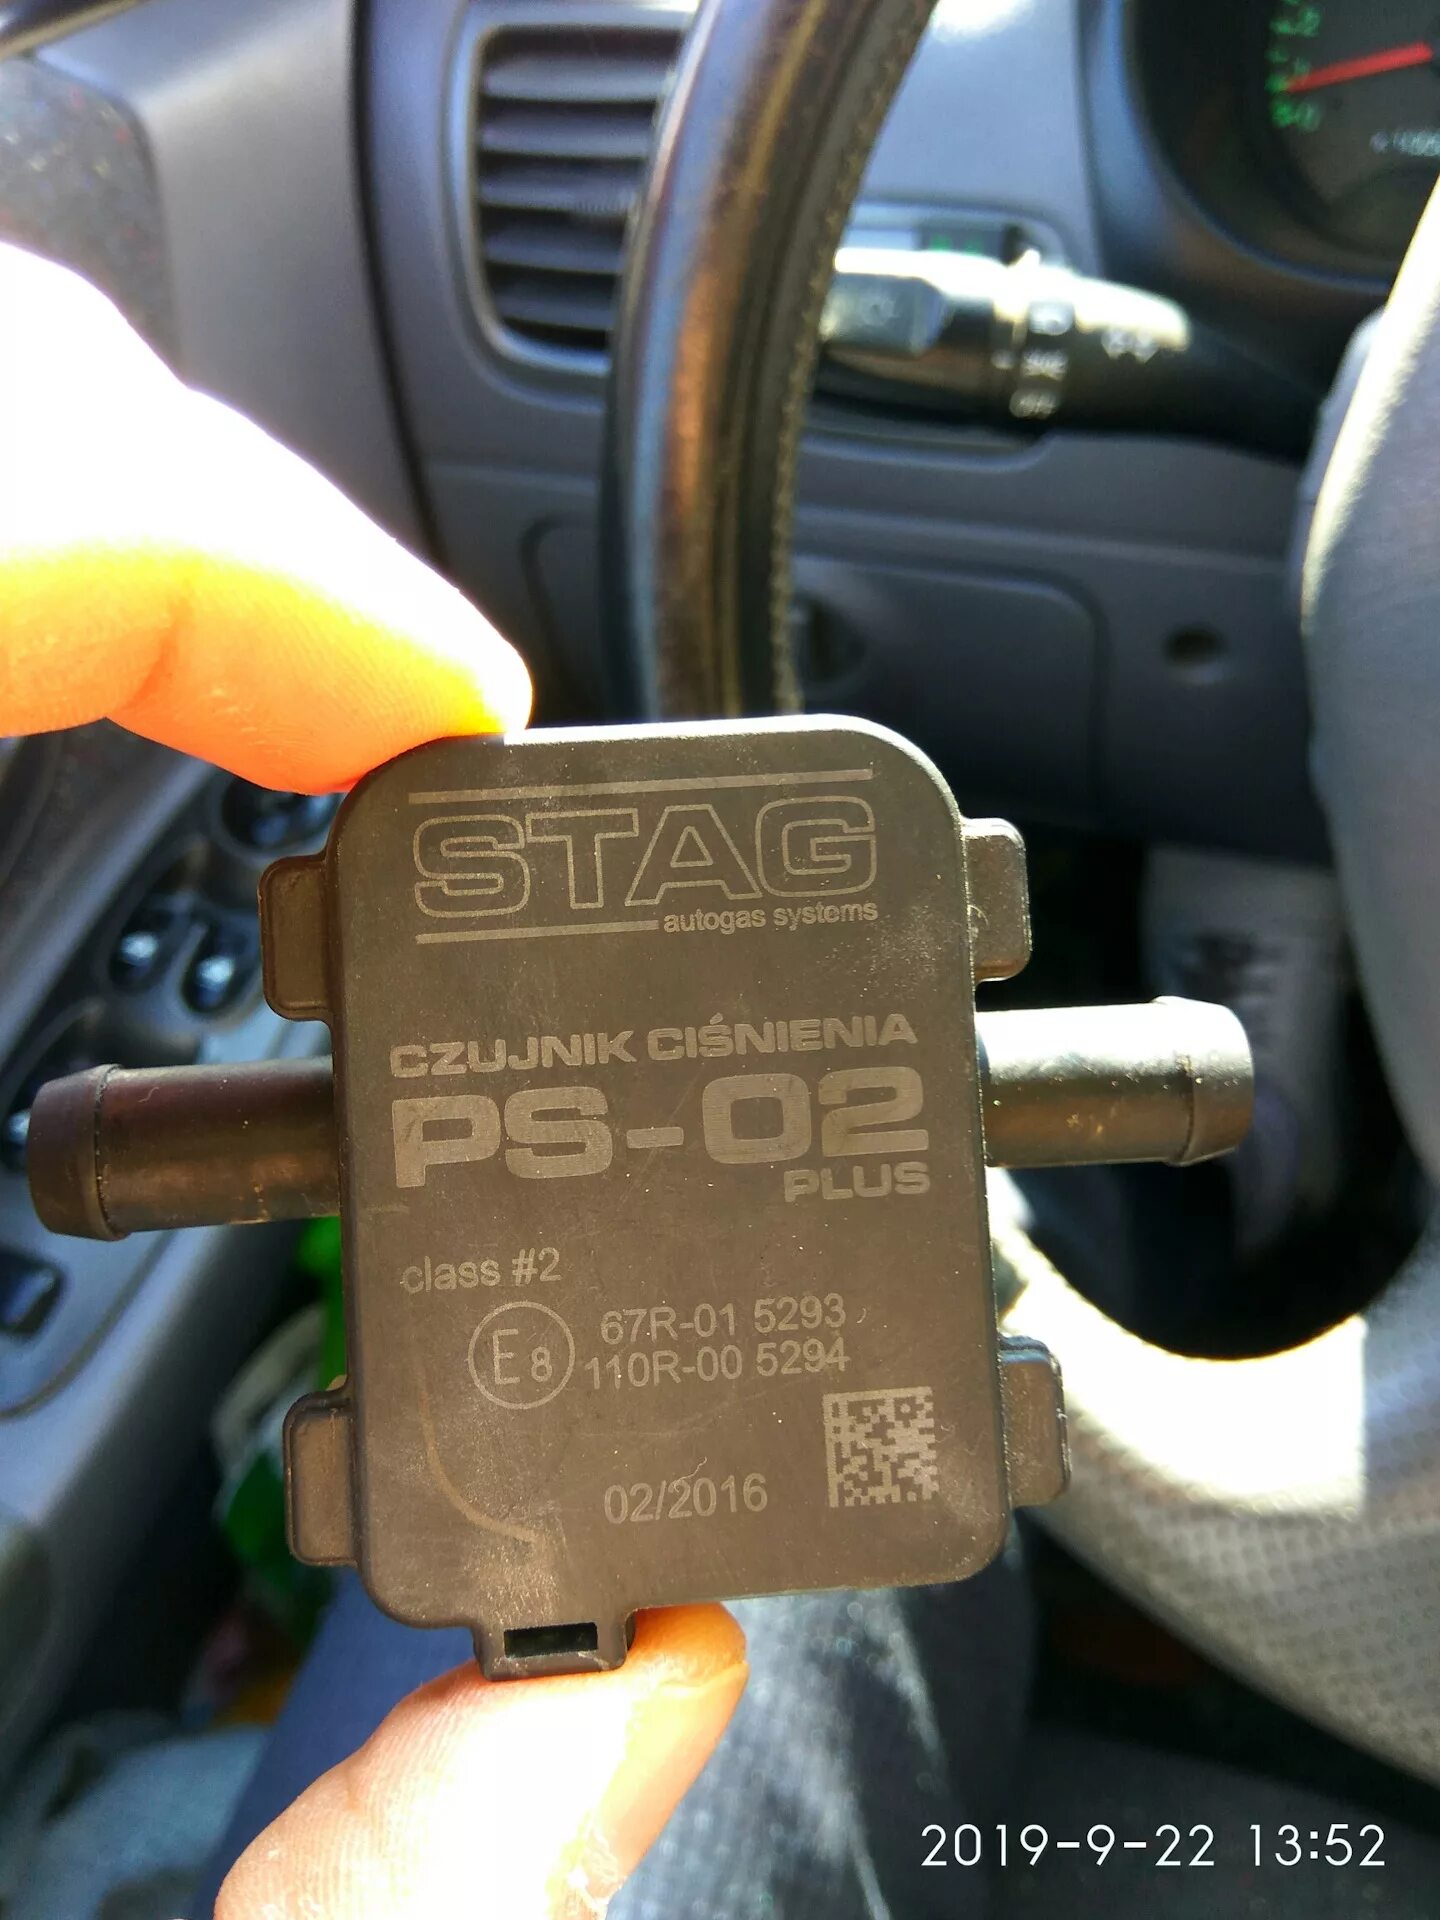 STAG
autogas systems
CZUJNIK CIŚNIENIA
PS-02
PLUS
class #2
E8 67R-01 5293
110R-00 5294
02/2016
2019-9-22 13:52